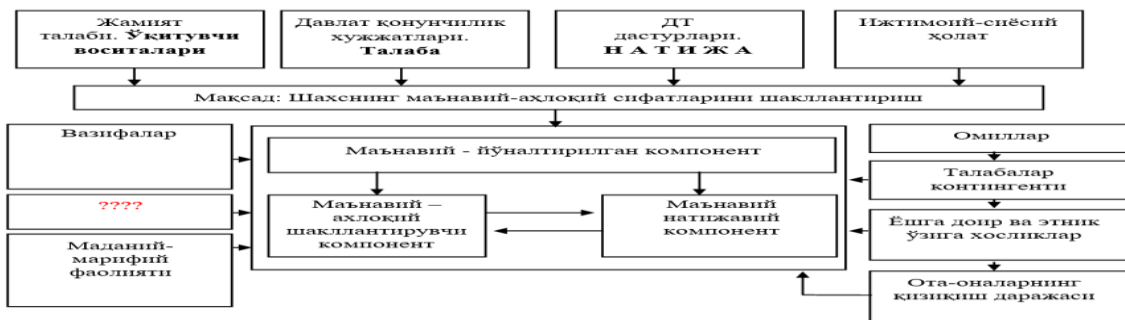 Жамият
талаби. Ўқитувчи
воситалари
Давлат қонунчилик
хужжатлари.
Талаба
ДТ
дастурлари.
Н А Т И Ж А
Ижтимоий-сиёсий
ҳолат
Мақсад: Шахснинг маънавий-аҳлоқий сифатларини шакллантириш
Вазифалар
????
Маданий-
марифий
фаолияти
Маънавий - йўналтирилган компонент
Маънавий –
ахлоқий
шакллантирувчи
компонент
Маънавий
натижавий
компонент
Омиллар
Талабалар
контингенти
Ёшга доир ва этник
ўзига хосликлар
Ота-оналарнинг
қизиқиш даражаси